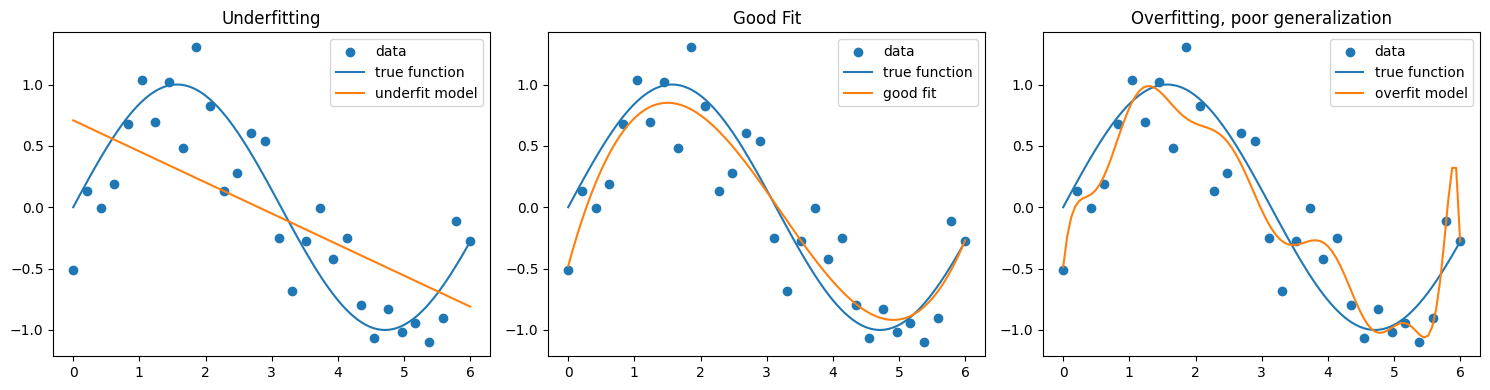 Underfitting
data
true function
underfit model
1.0
0.5
0.0
−0.5
−1.0
0 1 2 3 4 5 6
Good Fit
data
true function
good fit
1.0
0.5
0.0
−0.5
−1.0
0 1 2 3 4 5 6
Overfitting, poor generalization
data
true function
overfit model
1.0
0.5
0.0
−0.5
−1.0
0 1 2 3 4 5 6